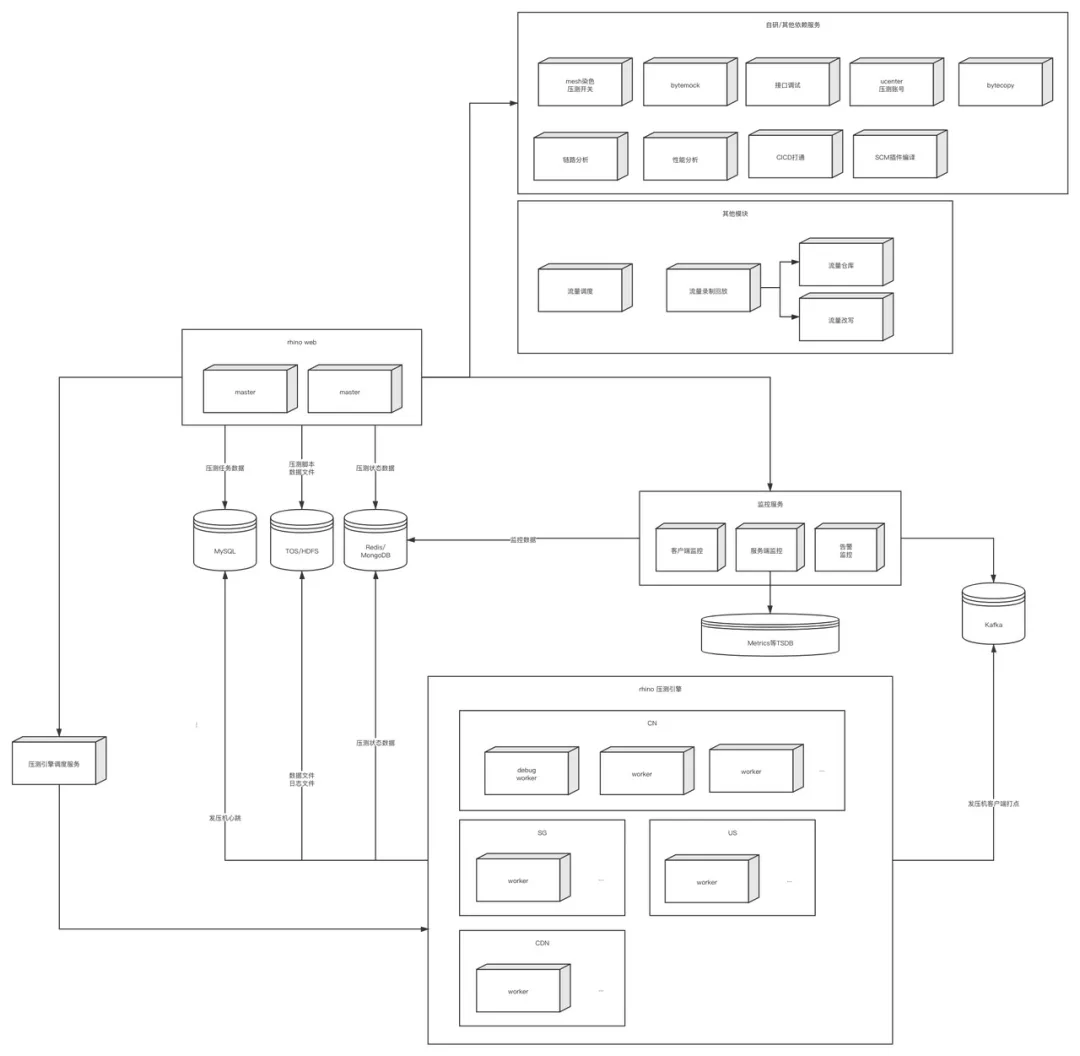 自研/其他依赖服务
mesh染色
压测开关
bytemock
接口调试
ucenter
压测账号
bytecopy
链路分析
性能分析
CICD打通
SCM插件编译
其他模块
流量调度
流量录制回放
流量仓库
流量改写
rhino web
master
master
压测任务数据
压测脚本
数据文件
压测状态数据
MySQL
TOS/HDFS
Redis/
MongoDB
监控数据
监控服务
客户端监控
服务端监控
告警
监控
Metrics等TSDB
Kafka
rhino 压测引擎
CN
debug
worker
worker
worker
...
SG
worker
...
US
worker
...
CDN
worker
...
压测引擎调度服务
发压机心跳
数据文件
日志文件
压测状态数据
发压机客户端打点